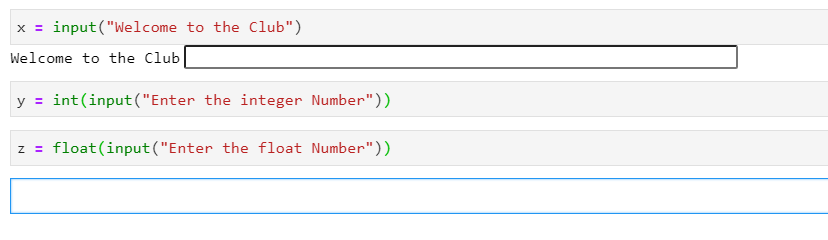 x = input("Welcome to the Club")
Welcome to the Club
y = int(input("Enter the integer Number"))
z = float(input("Enter the float Number"))